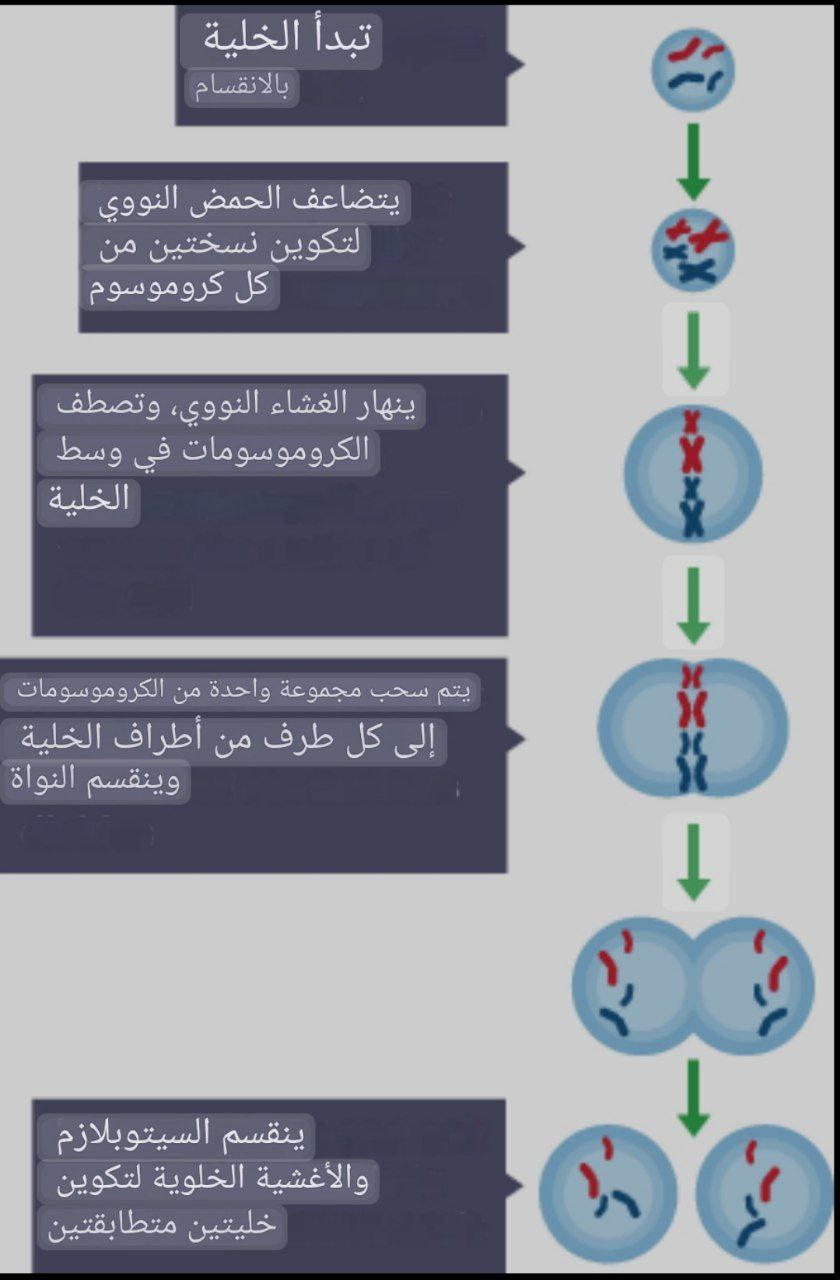 تبدأ الخلية
بالانقسام
يتضاعف الحمض النووي
لتكوين نسختين من
كل كروموسوم
ينهار الغشاء النووي، وتصطف
الكروموسومات في وسط
الخلية
يتم سحب مجموعة واحدة من الكروموسومات
إلى كل طرف من أطراف الخلية
وينقسم النواة
ينقسم السيتوبلازم
والأغشية الخلوية لتكوين
خليتين متطابقتين